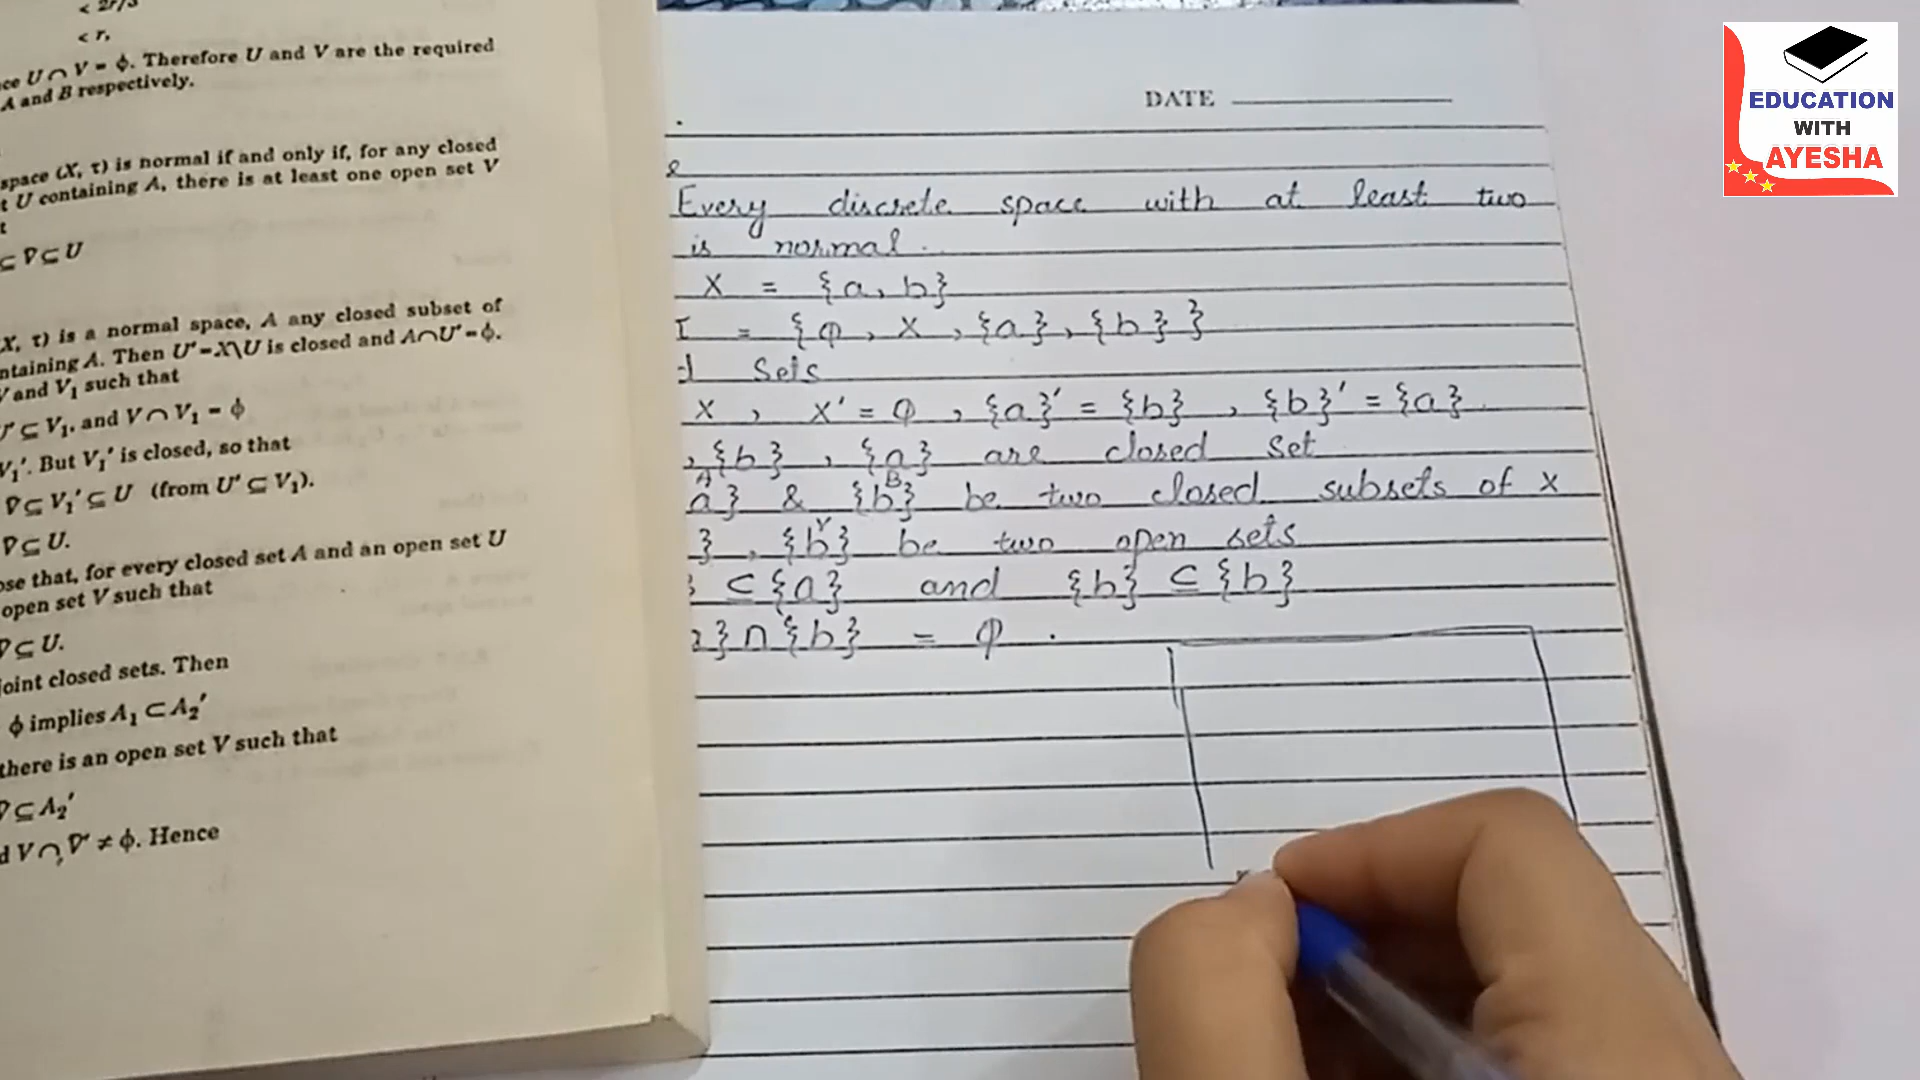 < 2r/3
< r,
ce U∩V = ϕ. Therefore U and V are the required
A and B respectively.
space (X, τ) is normal if and only if, for any closed
t U containing A, there is at least one open set V
t
⊆ V̄ ⊆ U
X, τ) is a normal space, A any closed subset of
ntaining A. Then U' = X\U is closed and A∩U' = ϕ.
V and V₁ such that
U' ⊆ V₁, and V∩V₁ = ϕ
V₁'. But V₁' is closed, so that
V̄ ⊆ V₁' ⊆ U (from U' ⊆ V₁).
V̄ ⊆ U.
ose that, for every closed set A and an open set U
open set V such that
V̄ ⊆ U.
joint closed sets. Then
ϕ implies A₁ ⊂ A₂'
there is an open set V such that
V̄ ⊆ A₂'
d V∩V̄' ≠ ϕ. Hence
DATE
Every discrete space with at least two
is normal.
X = {a, b}
= {φ, X, {a}, {b}}
Sets
X, X' = φ, {a}' = {b}, {b}' = {a}.
, {b}, {a} are closed set
A B
a} & {b} be two closed subsets of X
V
}, {b} be two open sets
} ⊆ {a} and {b} ⊆ {b}
a} ∩ {b} = φ.
EDUCATION
WITH
AYESHA